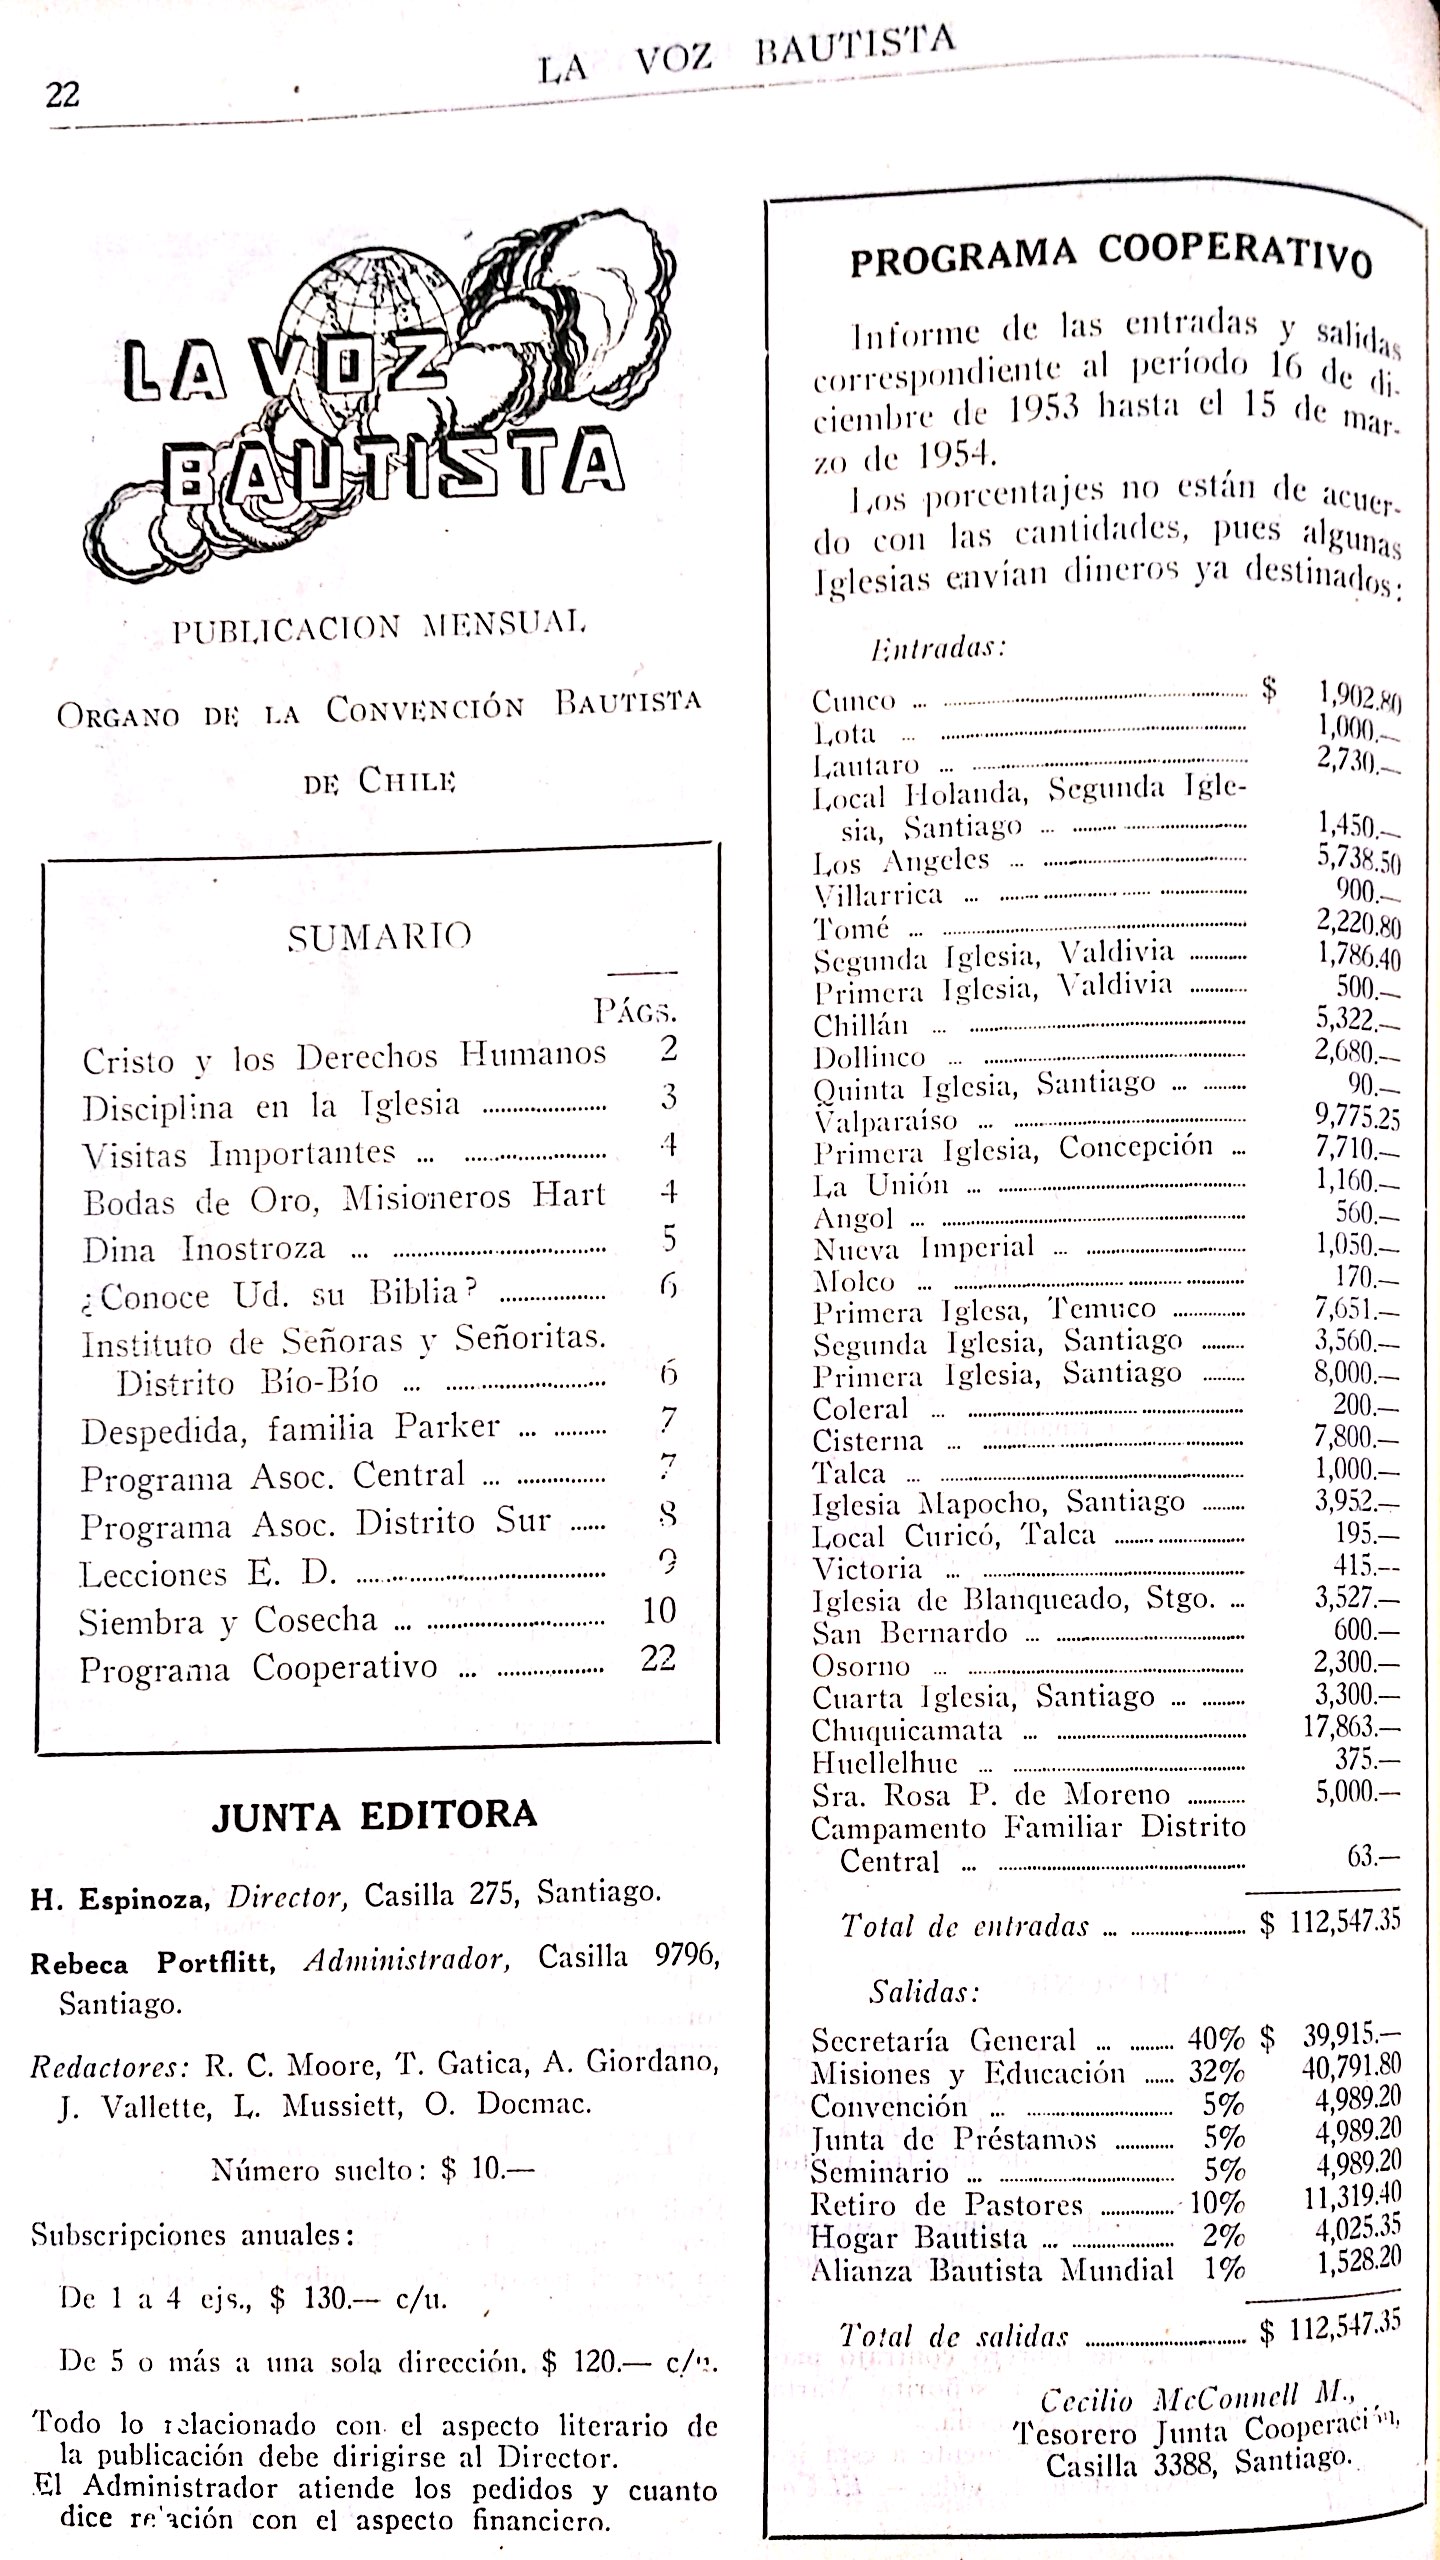 22
LA VOZ BAUTISTA
LA VOZ
BAUTISTA
PUBLICACION MENSUAL
ORGANO DE LA CONVENCIÓN BAUTISTA
DE CHILE
SUMARIO
PÁGS.
Cristo y los Derechos Humanos 2
Disciplina en la Iglesia ..................... 3
Visitas Importantes ... ........................ 4
Bodas de Oro, Misioneros Hart 4
Dina Inostroza ... ................................ 5
¿Conoce Ud. su Biblia? .................. 6
Instituto de Señoras y Señoritas.
Distrito Bío-Bío ... .......................... 6
Despedida, familia Parker ... ......... 7
Programa Asoc. Central ... ............... 7
Programa Asoc. Distrito Sur ...... 8
Lecciones E. D. ...................................... 9
Siembra y Cosecha ... ........................... 10
Programa Cooperativo ... .................. 22
JUNTA EDITORA
H. Espinoza, Director, Casilla 275, Santiago.
Rebeca Portflitt, Administrador, Casilla 9796,
Santiago.
Redactores: R. C. Moore, T. Gatica, A. Giordano,
J. Vallette, L. Mussiett, O. Docmac.
Número suelto: $ 10.—
Subscripciones anuales:
De 1 a 4 ejs., $ 130.— c/u.
De 5 o más a una sola dirección. $ 120.— c/u.
Todo lo relacionado con el aspecto literario de
la publicación debe dirigirse al Director.
El Administrador atiende los pedidos y cuanto
dice relación con el aspecto financiero.
PROGRAMA COOPERATIVO
Informe de las entradas y salidas
correspondiente al período 16 de di-
ciembre de 1953 hasta el 15 de mar-
zo de 1954.
Los porcentajes no están de acuer-
do con las cantidades, pues algunas
Iglesias envían dineros ya destinados:
Entradas:
Cunco ... ............................................. $ 1,902.80
Lota ... ............................................. 1,000.—
Lautaro ... ......................................... 2,730.—
Local Holanda, Segunda Igle-
sia, Santiago ... ......................... 1,450.—
Los Angeles ... ............................... 5,738.50
Villarrica ... ..................................... 900.—
Tomé ... ............................................. 2,220.80
Segunda Iglesia, Valdivia ........... 1,786.40
Primera Iglesia, Valdivia ........... 500.—
Chillán ... ......................................... 5,322.—
Dollinco ... ....................................... 2,680.—
Quinta Iglesia, Santiago ... ......... 90.—
Valparaíso ... ................................... 9,775.25
Primera Iglesia, Concepción ... 7,710.—
La Unión ... ..................................... 1,160.—
Angol ... ............................................. 560.—
Nueva Imperial ... ......................... 1,050.—
Molco ... ........................................... 170.—
Primera Iglesa, Temuco ............... 7,651.—
Segunda Iglesia, Santiago ......... 3,560.—
Primera Iglesia, Santiago ......... 8,000.—
Coleral ... ......................................... 200.—
Cisterna ... ....................................... 7,800.—
Talca ... ............................................. 1,000.—
Iglesia Mapocho, Santiago ......... 3,952.—
Local Curicó, Talca ..................... 195.—
Victoria ... ....................................... 415.--
Iglesia de Blanqueado, Stgo. ... 3,527.—
San Bernardo ... ............................. 600.—
Osorno ... ......................................... 2,300.—
Cuarta Iglesia, Santiago ... ......... 3,300.—
Chuquicamata ... ............................. 17,863.—
Huellelhue ... ................................... 375.—
Sra. Rosa P. de Moreno ............ 5,000.—
Campamento Familiar Distrito
Central ... ..................................... 63.—
Total de entradas ... ..................... $ 112,547.35
Salidas:
Secretaría General ... ......... 40% $ 39,915.—
Misiones y Educación ...... 32% 40,791.80
Convención ... ......................... 5% 4,989.20
Junta de Préstamos ............ 5% 4,989.20
Seminario ... ............................. 5% 4,989.20
Retiro de Pastores ............... 10% 11,319.40
Hogar Bautista ... ................. 2% 4,025.35
Alianza Bautista Mundial 1% 1,528.20
Total de salidas ............................. $ 112,547.35
Cecilio McConnell M.,
Tesorero Junta Cooperación,
Casilla 3388, Santiago.